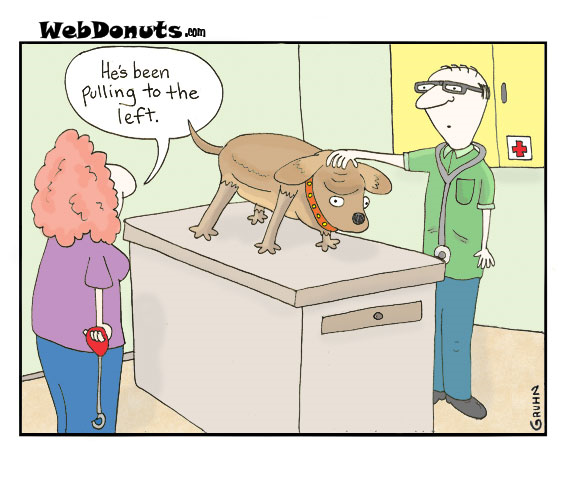 WebDonuts.com
He's been
pulling to the
left.
GRUHN